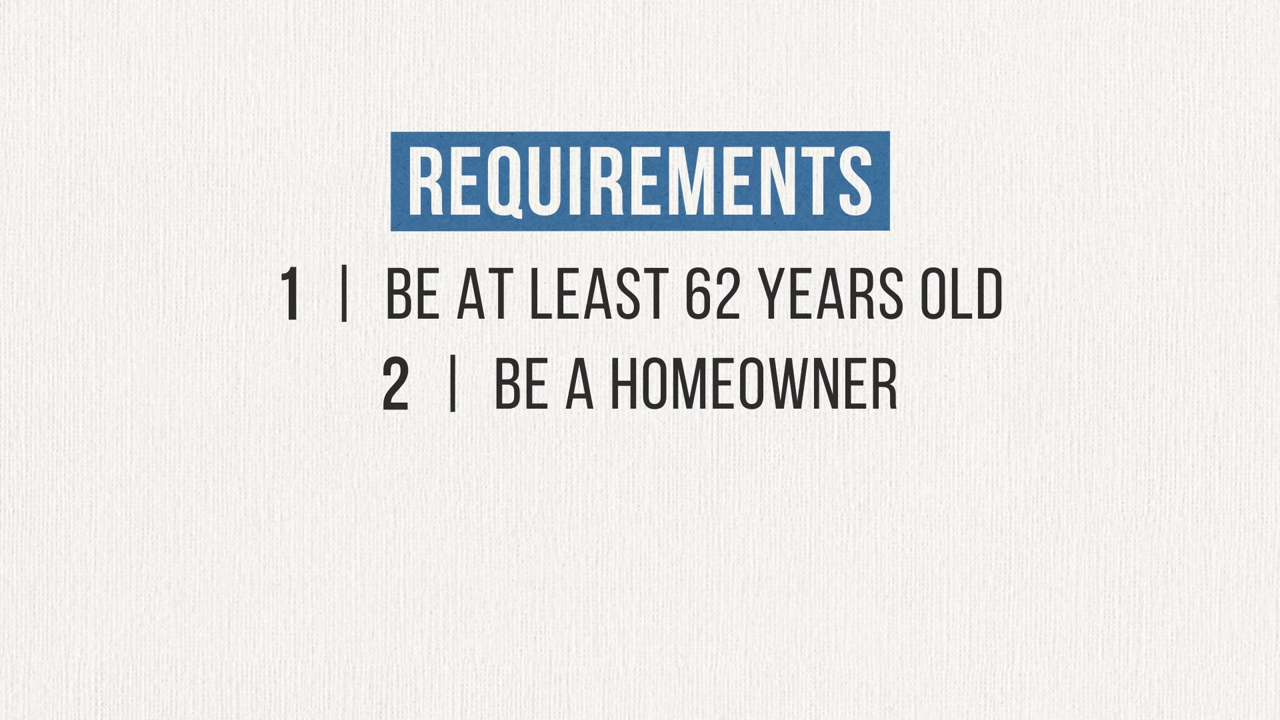 REQUIREMENTS
1 | BE AT LEAST 62 YEARS OLD
2 | BE A HOMEOWNER